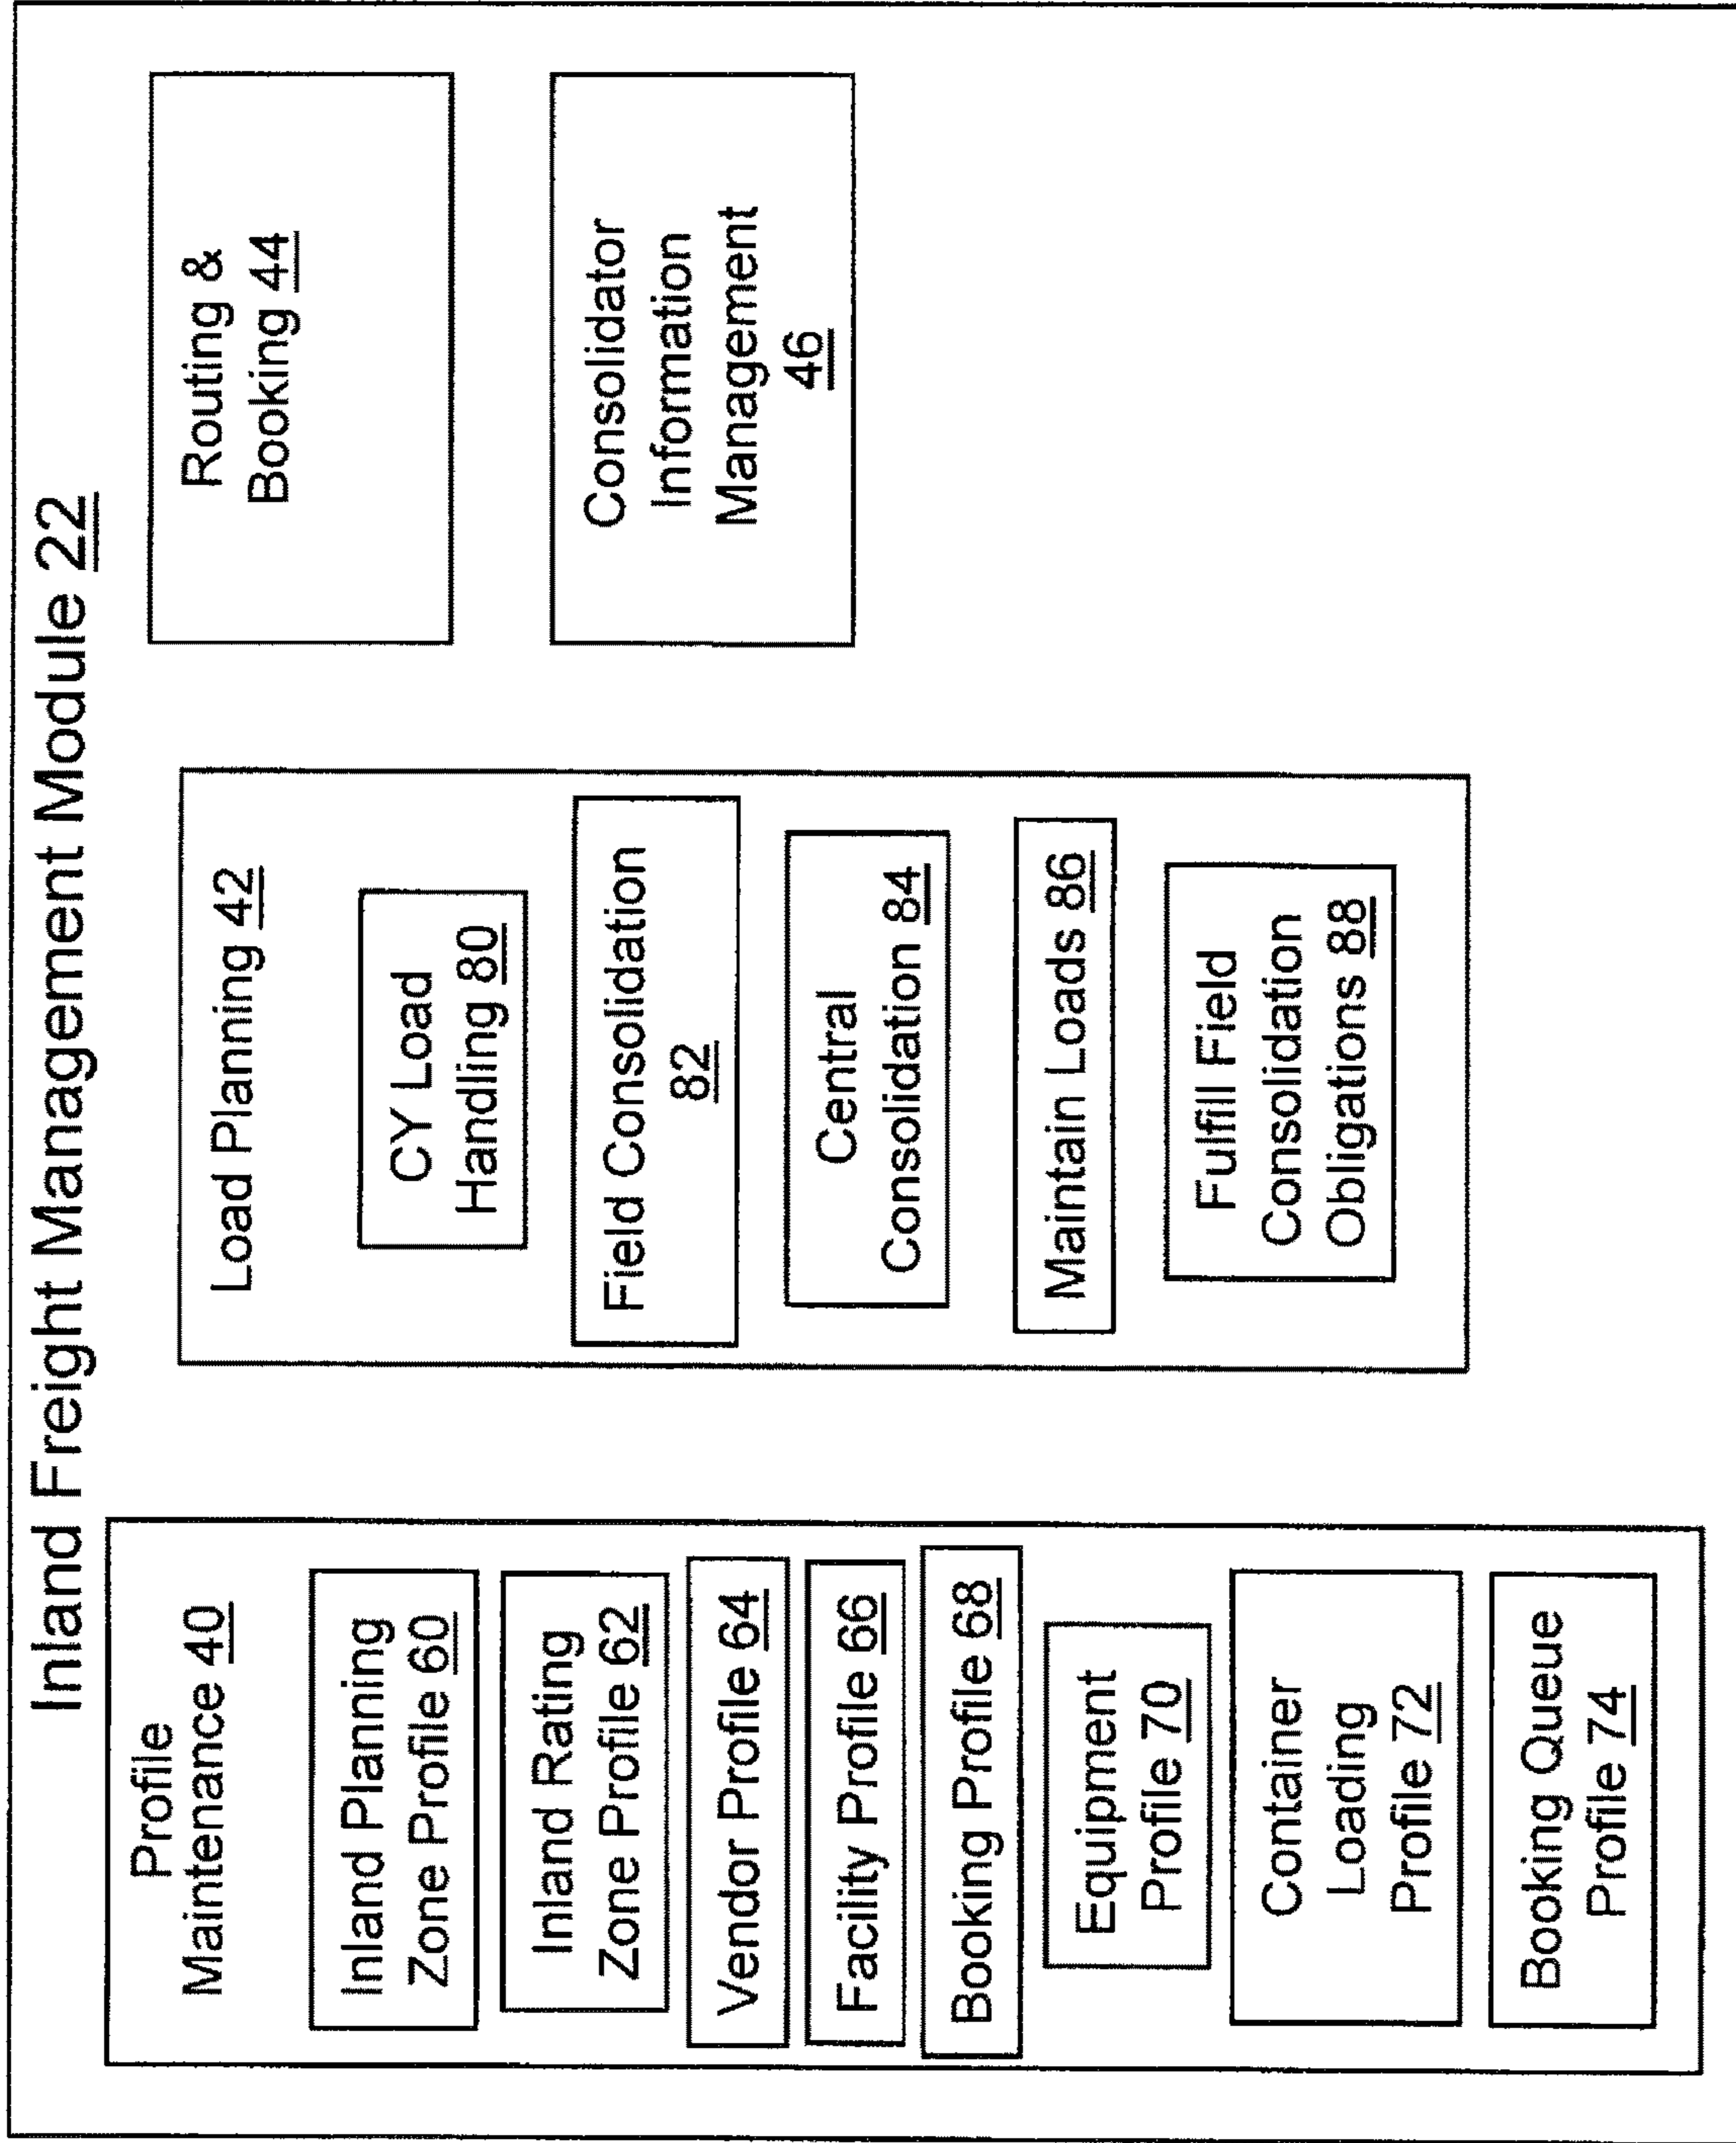 Inland Freight Management Module 22
Profile
Maintenance 40
Inland Planning
Zone Profile 60
Inland Rating
Zone Profile 62
Vendor Profile 64
Facility Profile 66
Booking Profile 68
Equipment
Profile 70
Container
Loading
Profile 72
Booking Queue
Profile 74
Load Planning 42
CY Load
Handling 80
Field Consolidation
82
Central
Consolidation 84
Maintain Loads 86
Fulfill Field
Consolidation
Obligations 88
Routing &
Booking 44
Consolidator
Information
Management
46